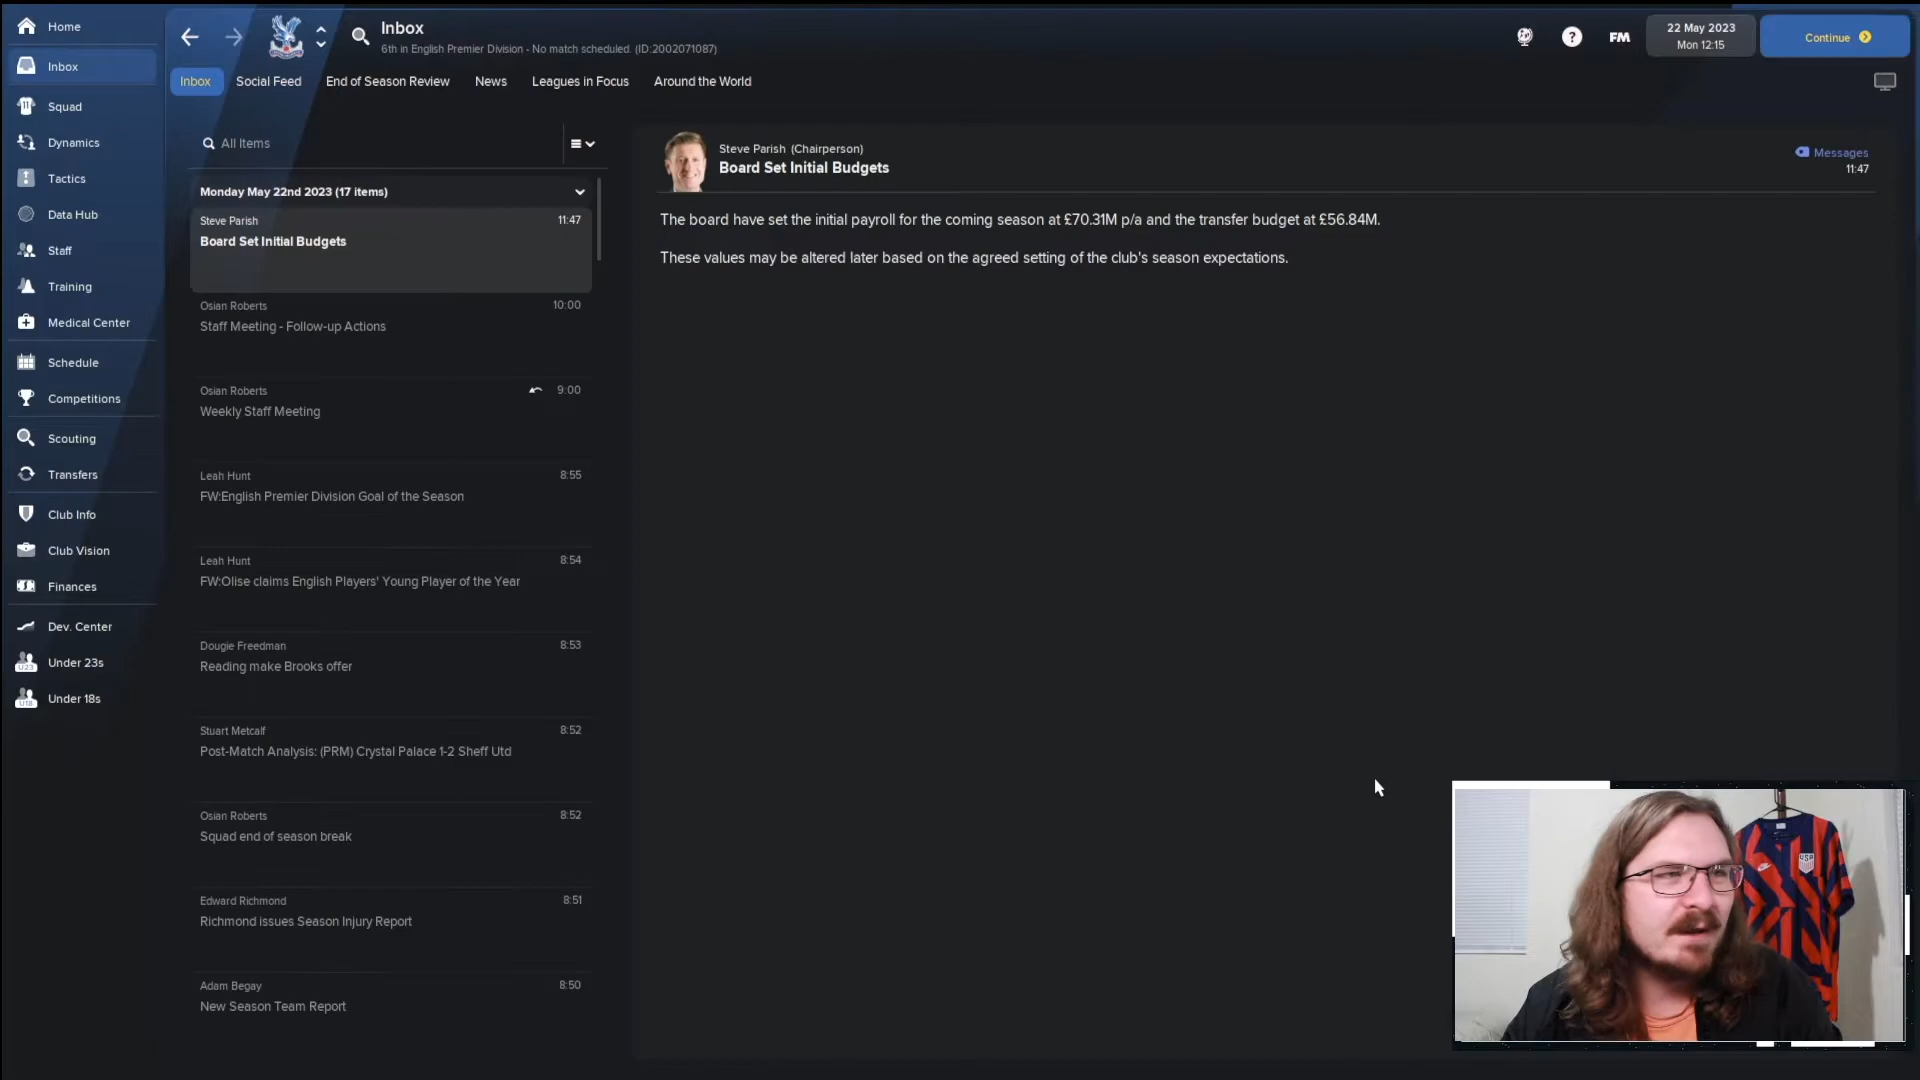 Home
Inbox
Squad
Dynamics
Tactics
Data Hub
Staff
Training
Medical Center
Schedule
Competitions
Scouting
Transfers
Club Info
Club Vision
Finances
Dev. Center
U23
Under 23s
U18
Under 18s
Inbox
6th in English Premier Division - No match scheduled. (ID:2002071087)
?
FM
22 May 2023
Mon 12:15
Continue
Inbox Social Feed End of Season Review News Leagues in Focus Around the World
All Items
Monday May 22nd 2023 (17 items)
Steve Parish 11:47
Board Set Initial Budgets
Osian Roberts 10:00
Staff Meeting - Follow-up Actions
Osian Roberts 9:00
Weekly Staff Meeting
Leah Hunt 8:55
FW:English Premier Division Goal of the Season
Leah Hunt 8:54
FW:Olise claims English Players' Young Player of the Year
Dougie Freedman 8:53
Reading make Brooks offer
Stuart Metcalf 8:52
Post-Match Analysis: (PRM) Crystal Palace 1-2 Sheff Utd
Osian Roberts 8:52
Squad end of season break
Edward Richmond 8:51
Richmond issues Season Injury Report
Adam Begay 8:50
New Season Team Report
Steve Parish (Chairperson)
Board Set Initial Budgets
Messages
11:47
The board have set the initial payroll for the coming season at £70.31M p/a and the transfer budget at £56.84M.
These values may be altered later based on the agreed setting of the club's season expectations.
USA